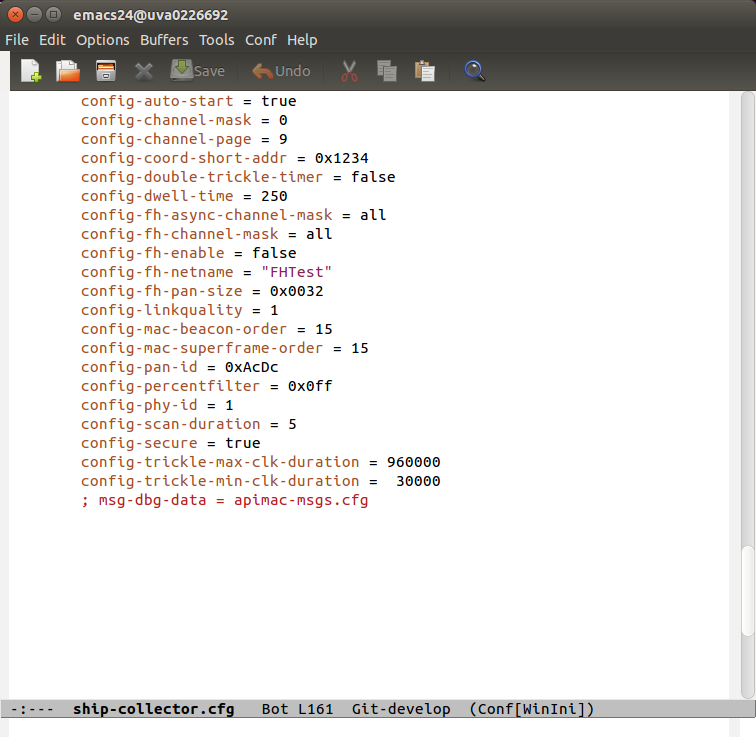 emacs24@uva0226692
File Edit Options Buffers Tools Conf Help
Save Undo
config-auto-start = true
config-channel-mask = 0
config-channel-page = 9
config-coord-short-addr = 0x1234
config-double-trickle-timer = false
config-dwell-time = 250
config-fh-async-channel-mask = all
config-fh-channel-mask = all
config-fh-enable = false
config-fh-netname = "FHTest"
config-fh-pan-size = 0x0032
config-linkquality = 1
config-mac-beacon-order = 15
config-mac-superframe-order = 15
config-pan-id = 0xAcDc
config-percentfilter = 0x0ff
config-phy-id = 1
config-scan-duration = 5
config-secure = true
config-trickle-max-clk-duration = 960000
config-trickle-min-clk-duration =  30000
; msg-dbg-data = apimac-msgs.cfg
-:---  ship-collector.cfg   Bot L161  Git-develop  (Conf[WinIni])